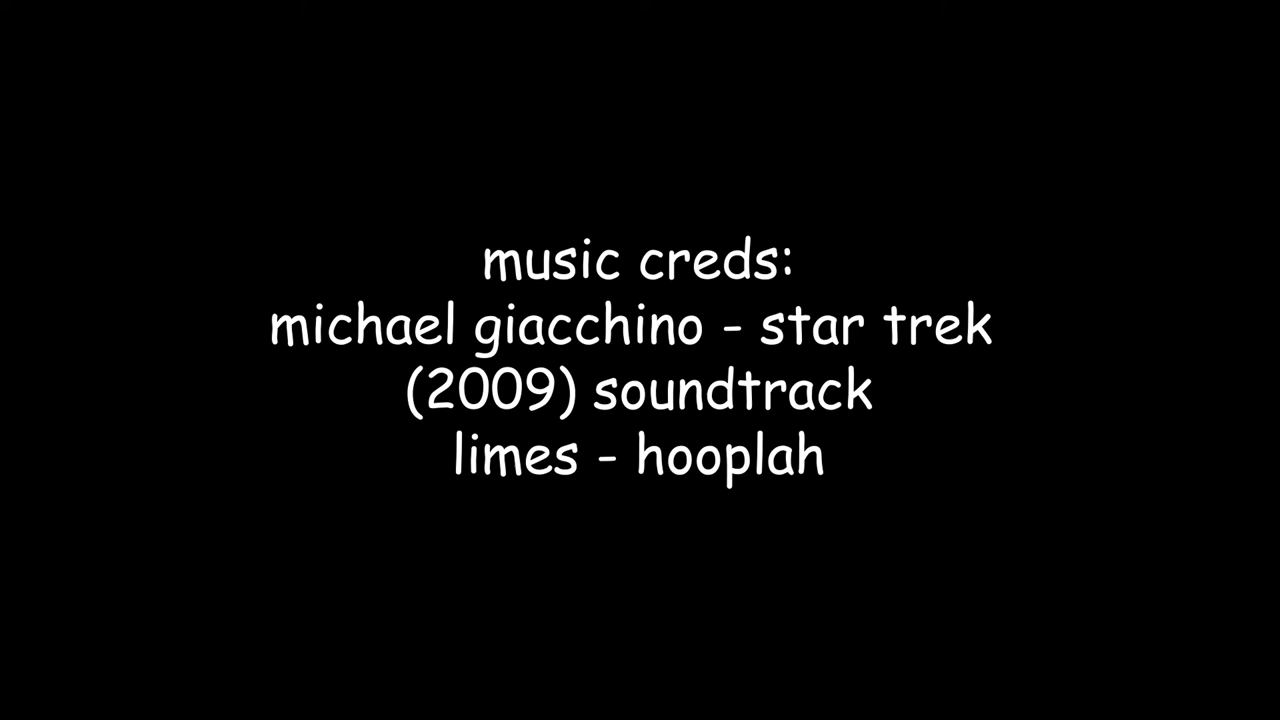 music creds:
michael giacchino - star trek
(2009) soundtrack
limes - hooplah